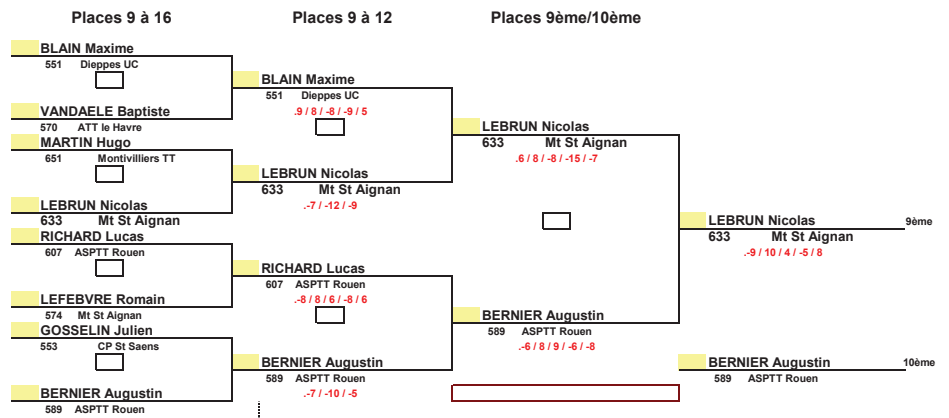 Places 9 à 16
Places 9 à 12
Places 9ème/10ème
BLAIN Maxime
551 Dieppes UC
VANDAELE Baptiste
570 ATT le Havre
MARTIN Hugo
651 Montivilliers TT
LEBRUN Nicolas
633 Mt St Aignan
RICHARD Lucas
607 ASPTT Rouen
LEFEBVRE Romain
574 Mt St Aignan
GOSSELIN Julien
553 CP St Saens
BERNIER Augustin
589 ASPTT Rouen
BLAIN Maxime
551 Dieppes UC
.9 / 8 / -8 / -9 / 5
LEBRUN Nicolas
633 Mt St Aignan
.-7 / -12 / -9
RICHARD Lucas
607 ASPTT Rouen
.-8 / 8 / 6 / -8 / 6
BERNIER Augustin
589 ASPTT Rouen
.-7 / -10 / -5
LEBRUN Nicolas
633 Mt St Aignan
.6 / 8 / -8 / -15 / -7
BERNIER Augustin
589 ASPTT Rouen
.-6 / 8 / 9 / -6 / -8
LEBRUN Nicolas 9ème
633 Mt St Aignan
.-9 / 10 / 4 / -5 / 8
BERNIER Augustin 10ème
589 ASPTT Rouen